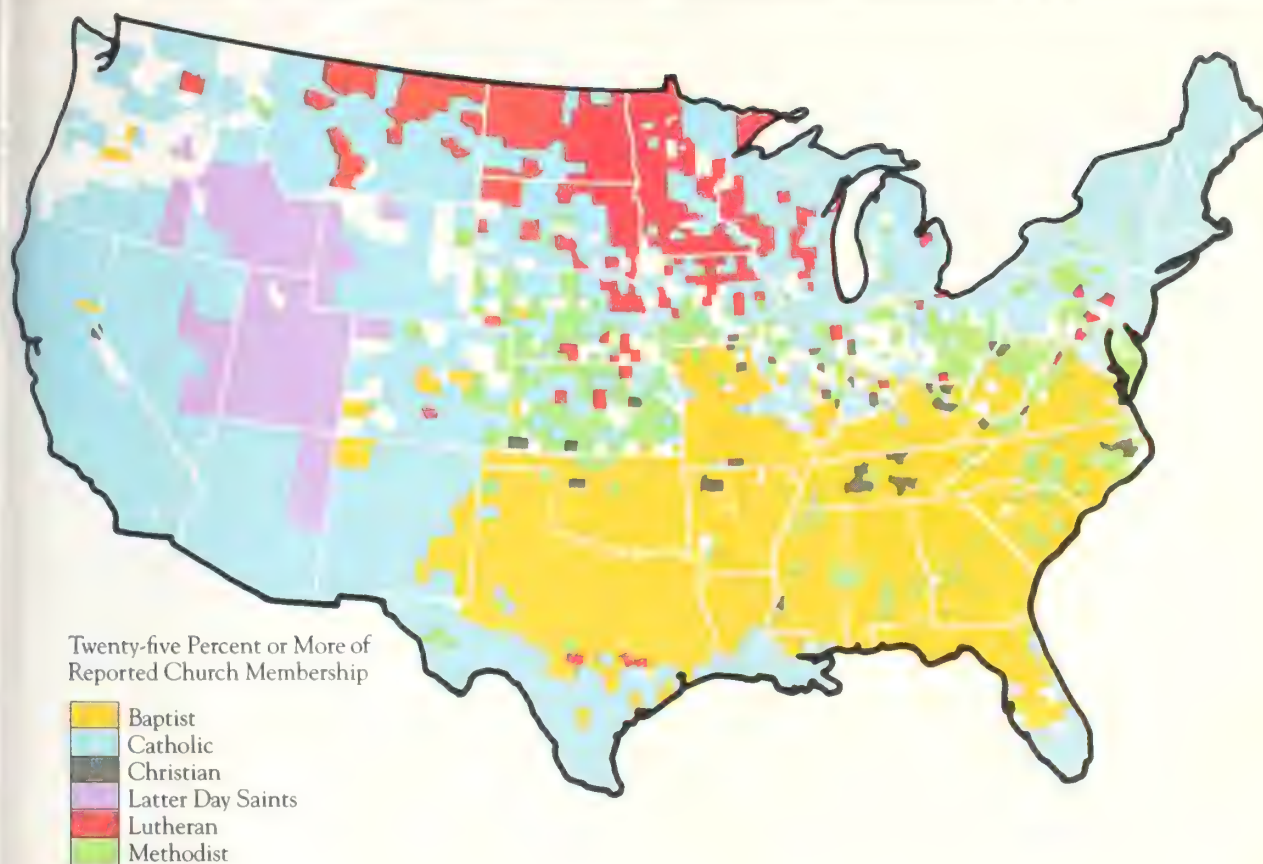 Twenty-five Percent or More of
Reported Church Membership
Baptist
Catholic
Christian
Latter Day Saints
Lutheran
Methodist